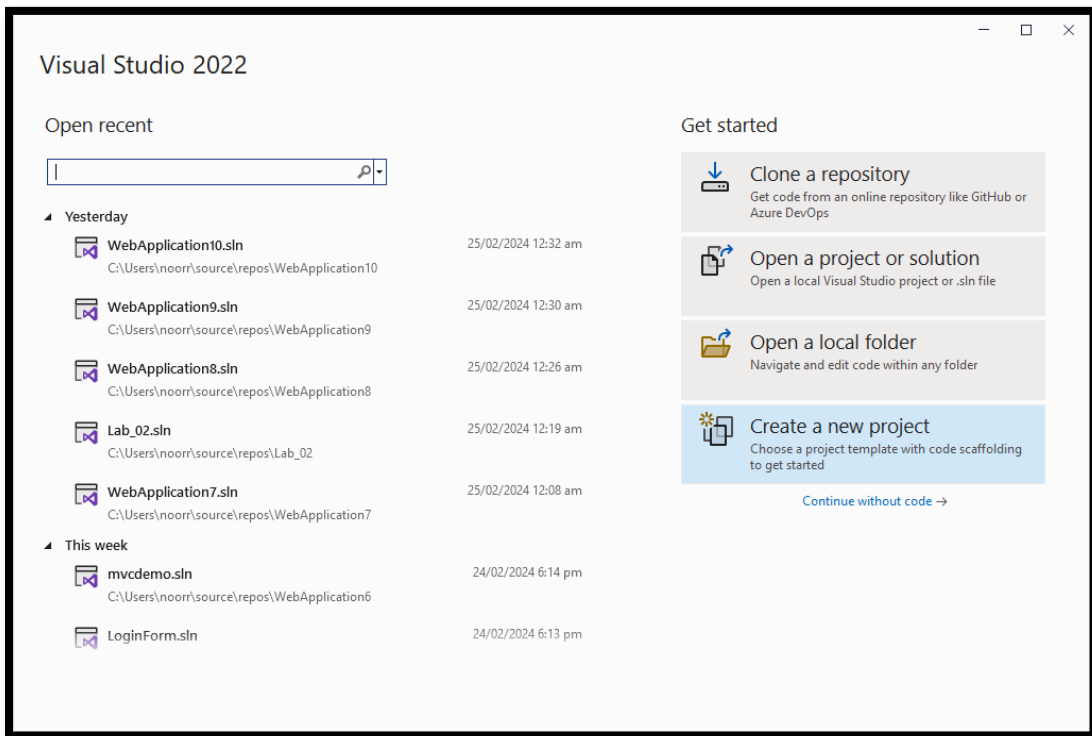 Visual Studio 2022
Open recent
Yesterday
WebApplication10.sln 25/02/2024 12:32 am
C:\Users\noorr\source\repos\WebApplication10
WebApplication9.sln 25/02/2024 12:30 am
C:\Users\noorr\source\repos\WebApplication9
WebApplication8.sln 25/02/2024 12:26 am
C:\Users\noorr\source\repos\WebApplication8
Lab_02.sln 25/02/2024 12:19 am
C:\Users\noorr\source\repos\Lab_02
WebApplication7.sln 25/02/2024 12:08 am
C:\Users\noorr\source\repos\WebApplication7
This week
mvcdemo.sln 24/02/2024 6:14 pm
C:\Users\noorr\source\repos\WebApplication6
LoginForm.sln 24/02/2024 6:13 pm
Get started
Clone a repository
Get code from an online repository like GitHub or
Azure DevOps
Open a project or solution
Open a local Visual Studio project or .sln file
Open a local folder
Navigate and edit code within any folder
Create a new project
Choose a project template with code scaffolding
to get started
Continue without code →